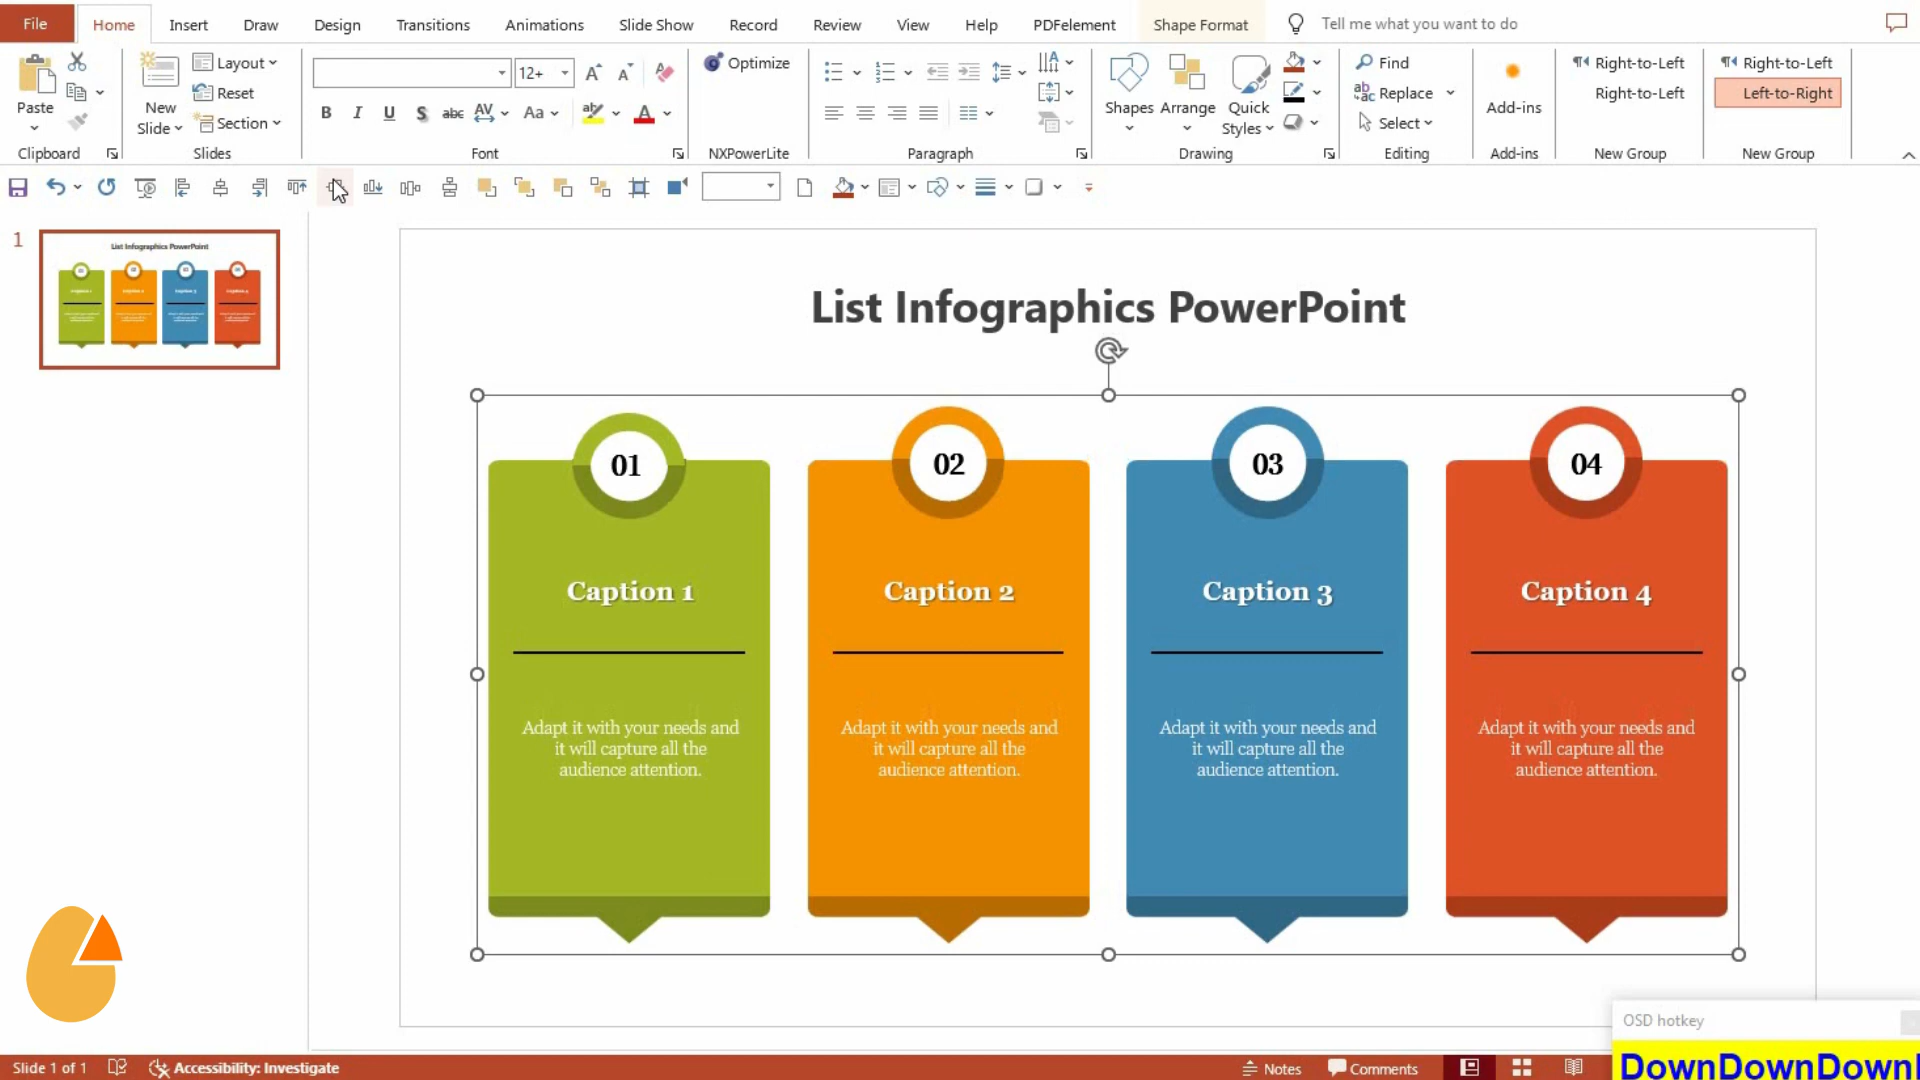 File Home Insert Draw Design Transitions Animations Slide Show Record Review View Help PDFelement Shape Format Tell me what you want to do
Paste
Clipboard
New
Slide
Layout
Reset
Section
Slides
12+
B I U S abc AV Aa A
Font
Optimize
NXPowerLite
Paragraph
Shapes
Arrange
Quick
Styles
Drawing
Find
Replace
Select
Editing
Add-ins
Add-ins
Right-to-Left
Right-to-Left
New Group
Right-to-Left
Left-to-Right
New Group
1
List Infographics PowerPoint
List Infographics PowerPoint
01
02
03
04
Caption 1
Caption 2
Caption 3
Caption 4
Adapt it with your needs and
it will capture all the
audience attention.
Adapt it with your needs and
it will capture all the
audience attention.
Adapt it with your needs and
it will capture all the
audience attention.
Adapt it with your needs and
it will capture all the
audience attention.
OSD hotkey
DownDownDown
Slide 1 of 1 Accessibility: Investigate Notes Comments